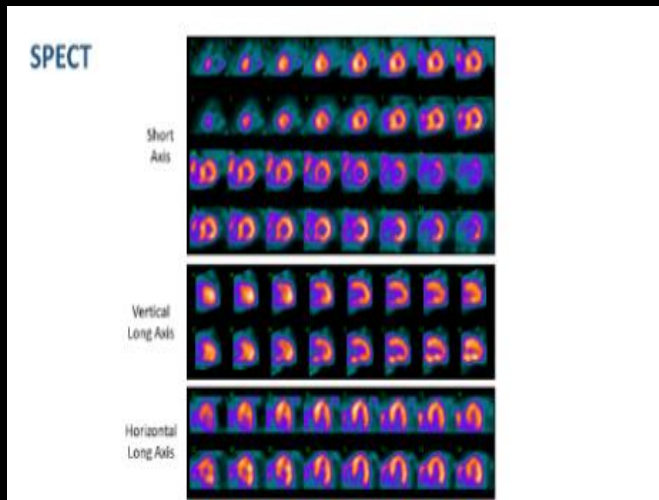 SPECT
Short
Axis
Vertical
Long Axis
Horizontal
Long Axis